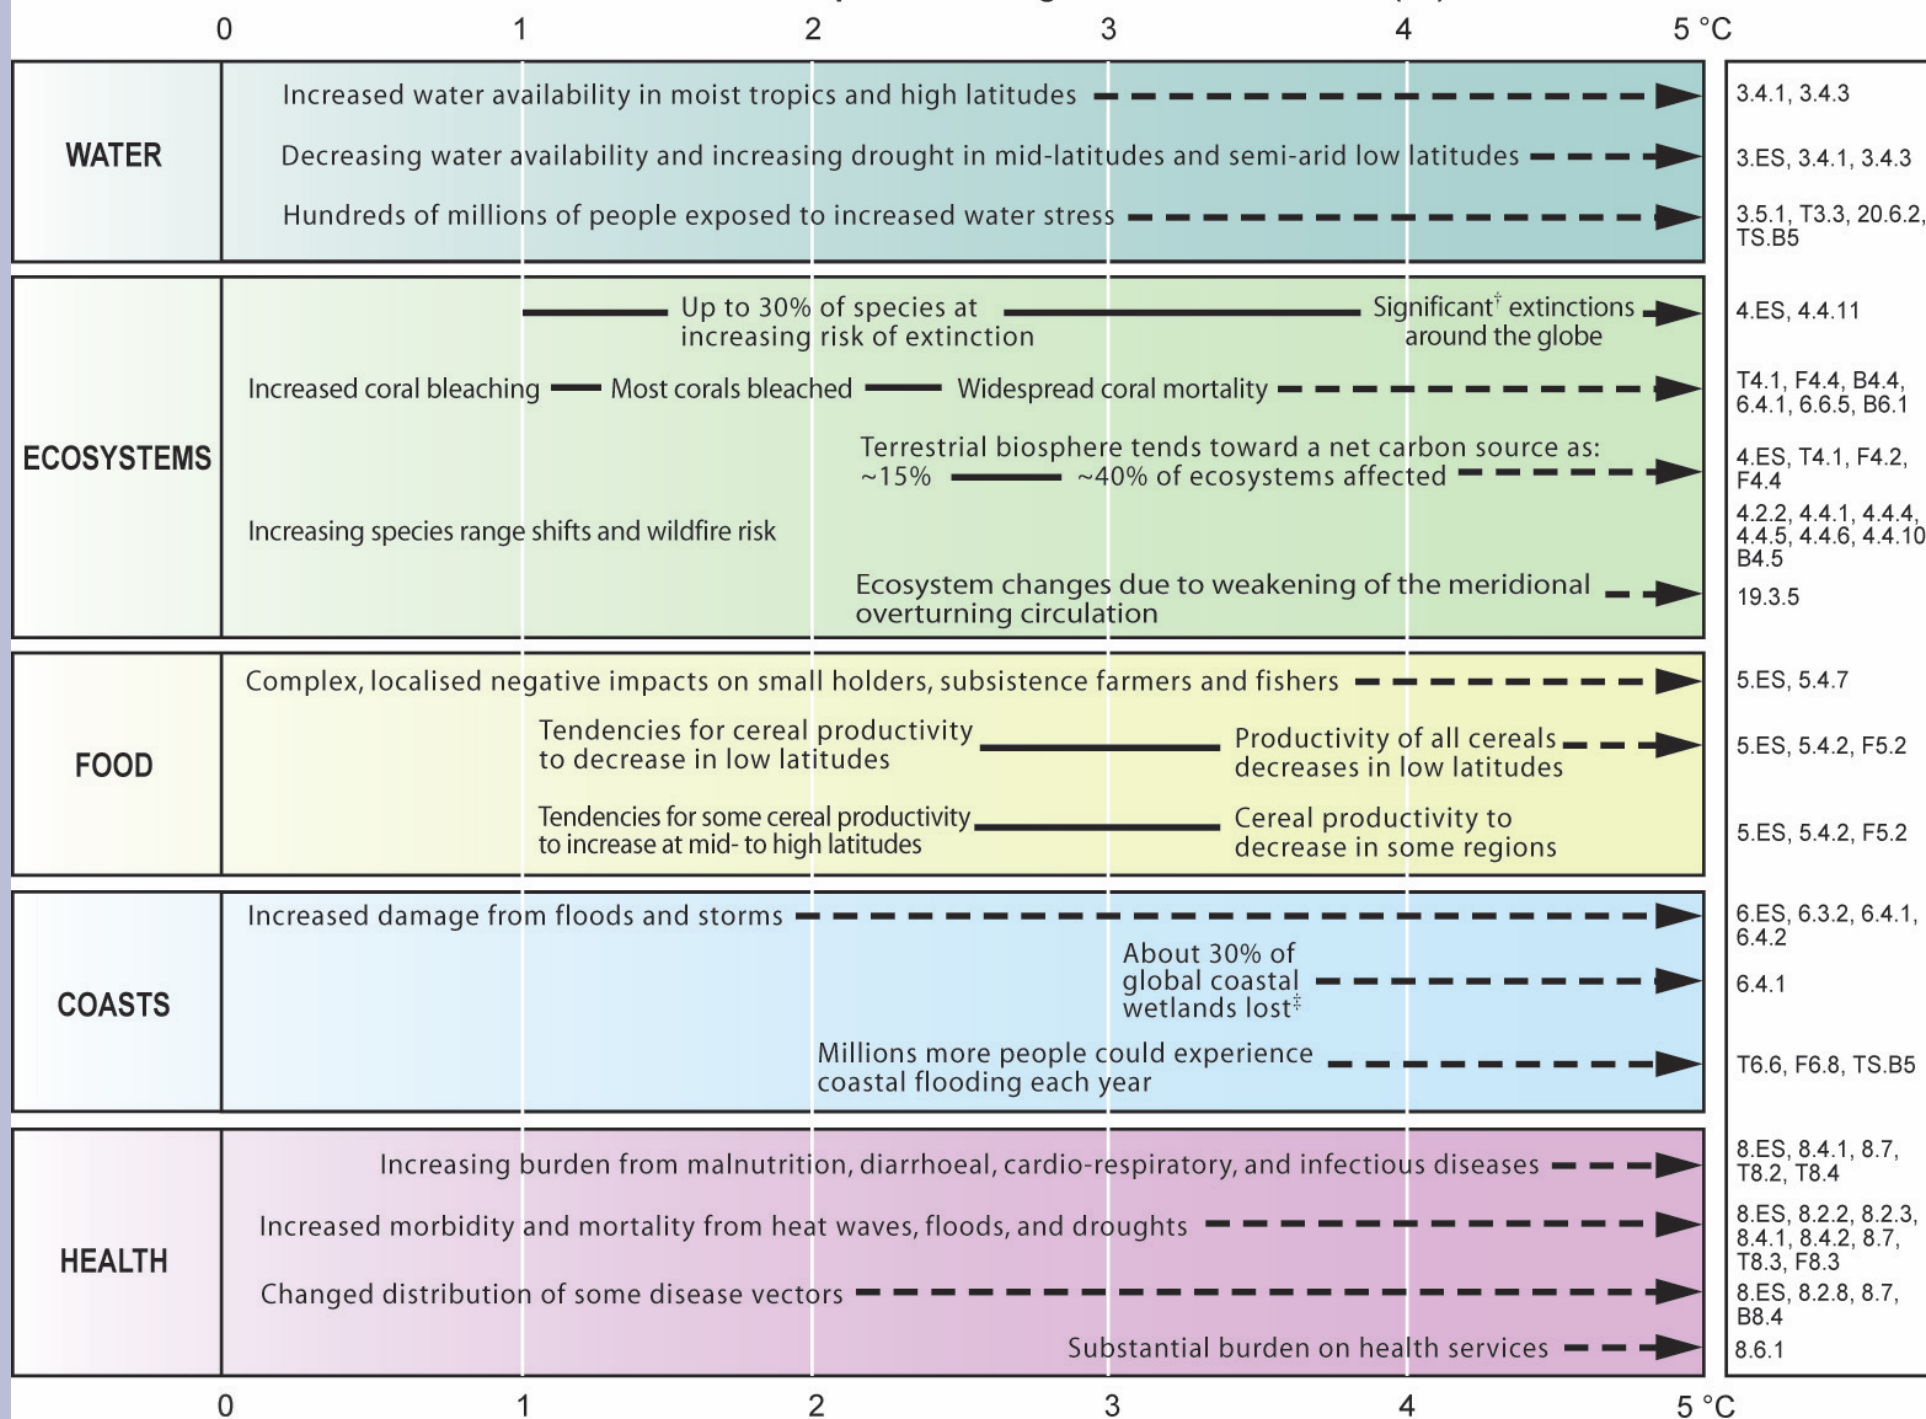 0 1 2 3 4 5 °C
WATER
Increased water availability in moist tropics and high latitudes
3.4.1, 3.4.3
Decreasing water availability and increasing drought in mid-latitudes and semi-arid low latitudes
3.ES, 3.4.1, 3.4.3
Hundreds of millions of people exposed to increased water stress
3.5.1, T3.3, 20.6.2,
TS.B5
ECOSYSTEMS
Up to 30% of species at
increasing risk of extinction
Significant† extinctions
around the globe
4.ES, 4.4.11
Increased coral bleaching
Most corals bleached
Widespread coral mortality
T4.1, F4.4, B4.4,
6.4.1, 6.6.5, B6.1
Terrestrial biosphere tends toward a net carbon source as:
~15%
~40% of ecosystems affected
4.ES, T4.1, F4.2,
F4.4
Increasing species range shifts and wildfire risk
4.2.2, 4.4.1, 4.4.4,
4.4.5, 4.4.6, 4.4.10
B4.5
Ecosystem changes due to weakening of the meridional
overturning circulation
19.3.5
FOOD
Complex, localised negative impacts on small holders, subsistence farmers and fishers
5.ES, 5.4.7
Tendencies for cereal productivity
to decrease in low latitudes
Productivity of all cereals
decreases in low latitudes
5.ES, 5.4.2, F5.2
Tendencies for some cereal productivity
to increase at mid- to high latitudes
Cereal productivity to
decrease in some regions
5.ES, 5.4.2, F5.2
COASTS
Increased damage from floods and storms
6.ES, 6.3.2, 6.4.1,
6.4.2
About 30% of
global coastal
wetlands lost‡
6.4.1
Millions more people could experience
coastal flooding each year
T6.6, F6.8, TS.B5
HEALTH
Increasing burden from malnutrition, diarrhoeal, cardio-respiratory, and infectious diseases
8.ES, 8.4.1, 8.7,
T8.2, T8.4
Increased morbidity and mortality from heat waves, floods, and droughts
8.ES, 8.2.2, 8.2.3,
8.4.1, 8.4.2, 8.7,
T8.3, F8.3
Changed distribution of some disease vectors
8.ES, 8.2.8, 8.7,
B8.4
Substantial burden on health services
8.6.1
0 1 2 3 4 5 °C